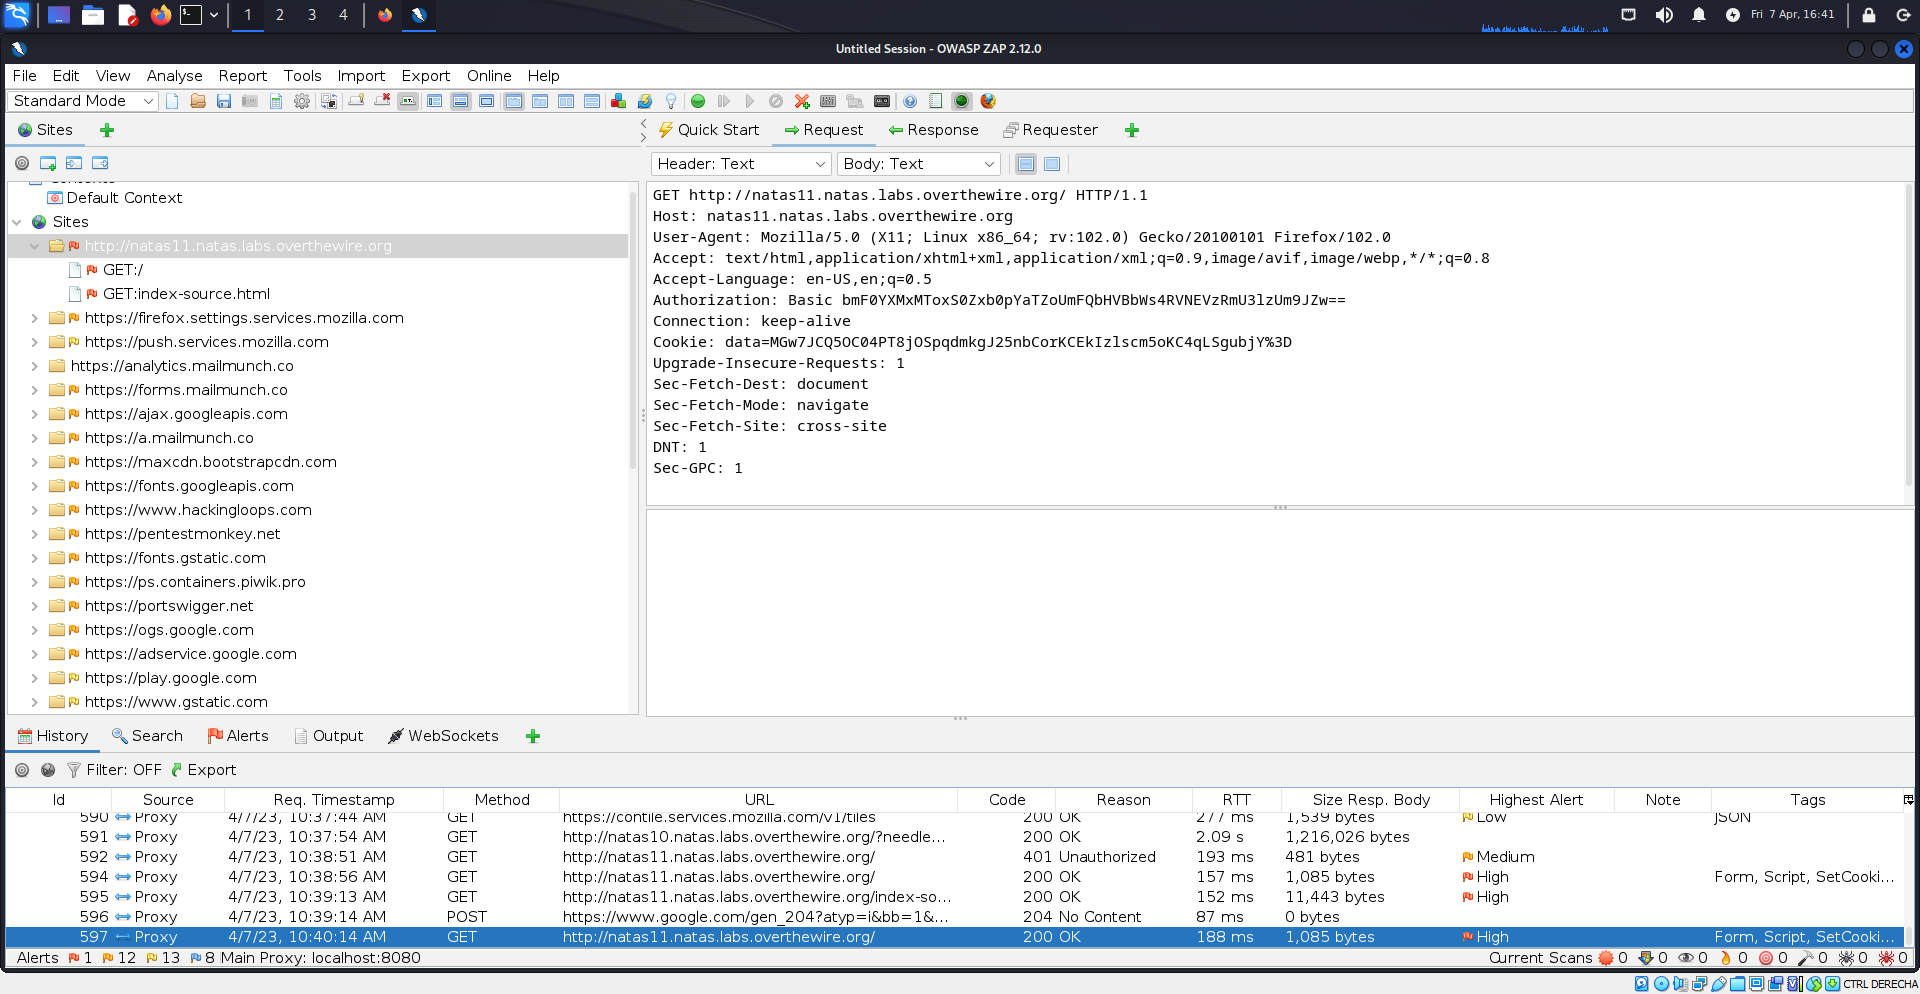 1 2 3 4
Fri 7 Apr, 16:41
Untitled Session - OWASP ZAP 2.12.0
File Edit View Analyse Report Tools Import Export Online Help
Standard Mode
Sites
Quick Start Request Response Requester
Header: Text Body: Text
Contexts
Default Context
Sites
http://natas11.natas.labs.overthewire.org
GET:/
GET:index-source.html
https://firefox.settings.services.mozilla.com
https://push.services.mozilla.com
https://analytics.mailmunch.co
https://forms.mailmunch.co
https://ajax.googleapis.com
https://a.mailmunch.co
https://maxcdn.bootstrapcdn.com
https://fonts.googleapis.com
https://www.hackingloops.com
https://pentestmonkey.net
https://fonts.gstatic.com
https://ps.containers.piwik.pro
https://portswigger.net
https://ogs.google.com
https://adservice.google.com
https://play.google.com
https://www.gstatic.com
GET http://natas11.natas.labs.overthewire.org/ HTTP/1.1
Host: natas11.natas.labs.overthewire.org
User-Agent: Mozilla/5.0 (X11; Linux x86_64; rv:102.0) Gecko/20100101 Firefox/102.0
Accept: text/html,application/xhtml+xml,application/xml;q=0.9,image/avif,image/webp,*/*;q=0.8
Accept-Language: en-US,en;q=0.5
Authorization: Basic bmF0YXMxMToxS0Zxb0pYaTZoUmFQbHVBbWs4RVNEVzRmU3lzUm9JZw==
Connection: keep-alive
Cookie: data=MGw7JCQ5OC04PT8jOSpqdmkgJ25nbCorKCEkIzlscm5oKC4qLSgubjY%3D
Upgrade-Insecure-Requests: 1
Sec-Fetch-Dest: document
Sec-Fetch-Mode: navigate
Sec-Fetch-Site: cross-site
DNT: 1
Sec-GPC: 1
History Search Alerts Output WebSockets
Filter: OFF Export
Id Source Req. Timestamp Method URL Code Reason RTT Size Resp. Body Highest Alert Note Tags
590 Proxy 4/7/23, 10:37:44 AM GET https://contile.services.mozilla.com/v1/tiles 200 OK 277 ms 1,539 bytes Low JSON
591 Proxy 4/7/23, 10:37:54 AM GET http://natas10.natas.labs.overthewire.org/?needle... 200 OK 2.09 s 1,216,026 bytes
592 Proxy 4/7/23, 10:38:51 AM GET http://natas11.natas.labs.overthewire.org/ 401 Unauthorized 193 ms 481 bytes Medium
594 Proxy 4/7/23, 10:38:56 AM GET http://natas11.natas.labs.overthewire.org/ 200 OK 157 ms 1,085 bytes High Form, Script, SetCooki...
595 Proxy 4/7/23, 10:39:13 AM GET http://natas11.natas.labs.overthewire.org/index-so... 200 OK 152 ms 11,443 bytes High
596 Proxy 4/7/23, 10:39:14 AM POST https://www.google.com/gen_204?atyp=i&bb=1&... 204 No Content 87 ms 0 bytes
597 Proxy 4/7/23, 10:40:14 AM GET http://natas11.natas.labs.overthewire.org/ 200 OK 188 ms 1,085 bytes High Form, Script, SetCooki...
Alerts 1 12 13 8 Main Proxy: localhost:8080 Current Scans 0 0 0 0 0 0 0 0
CTRL DERECHA